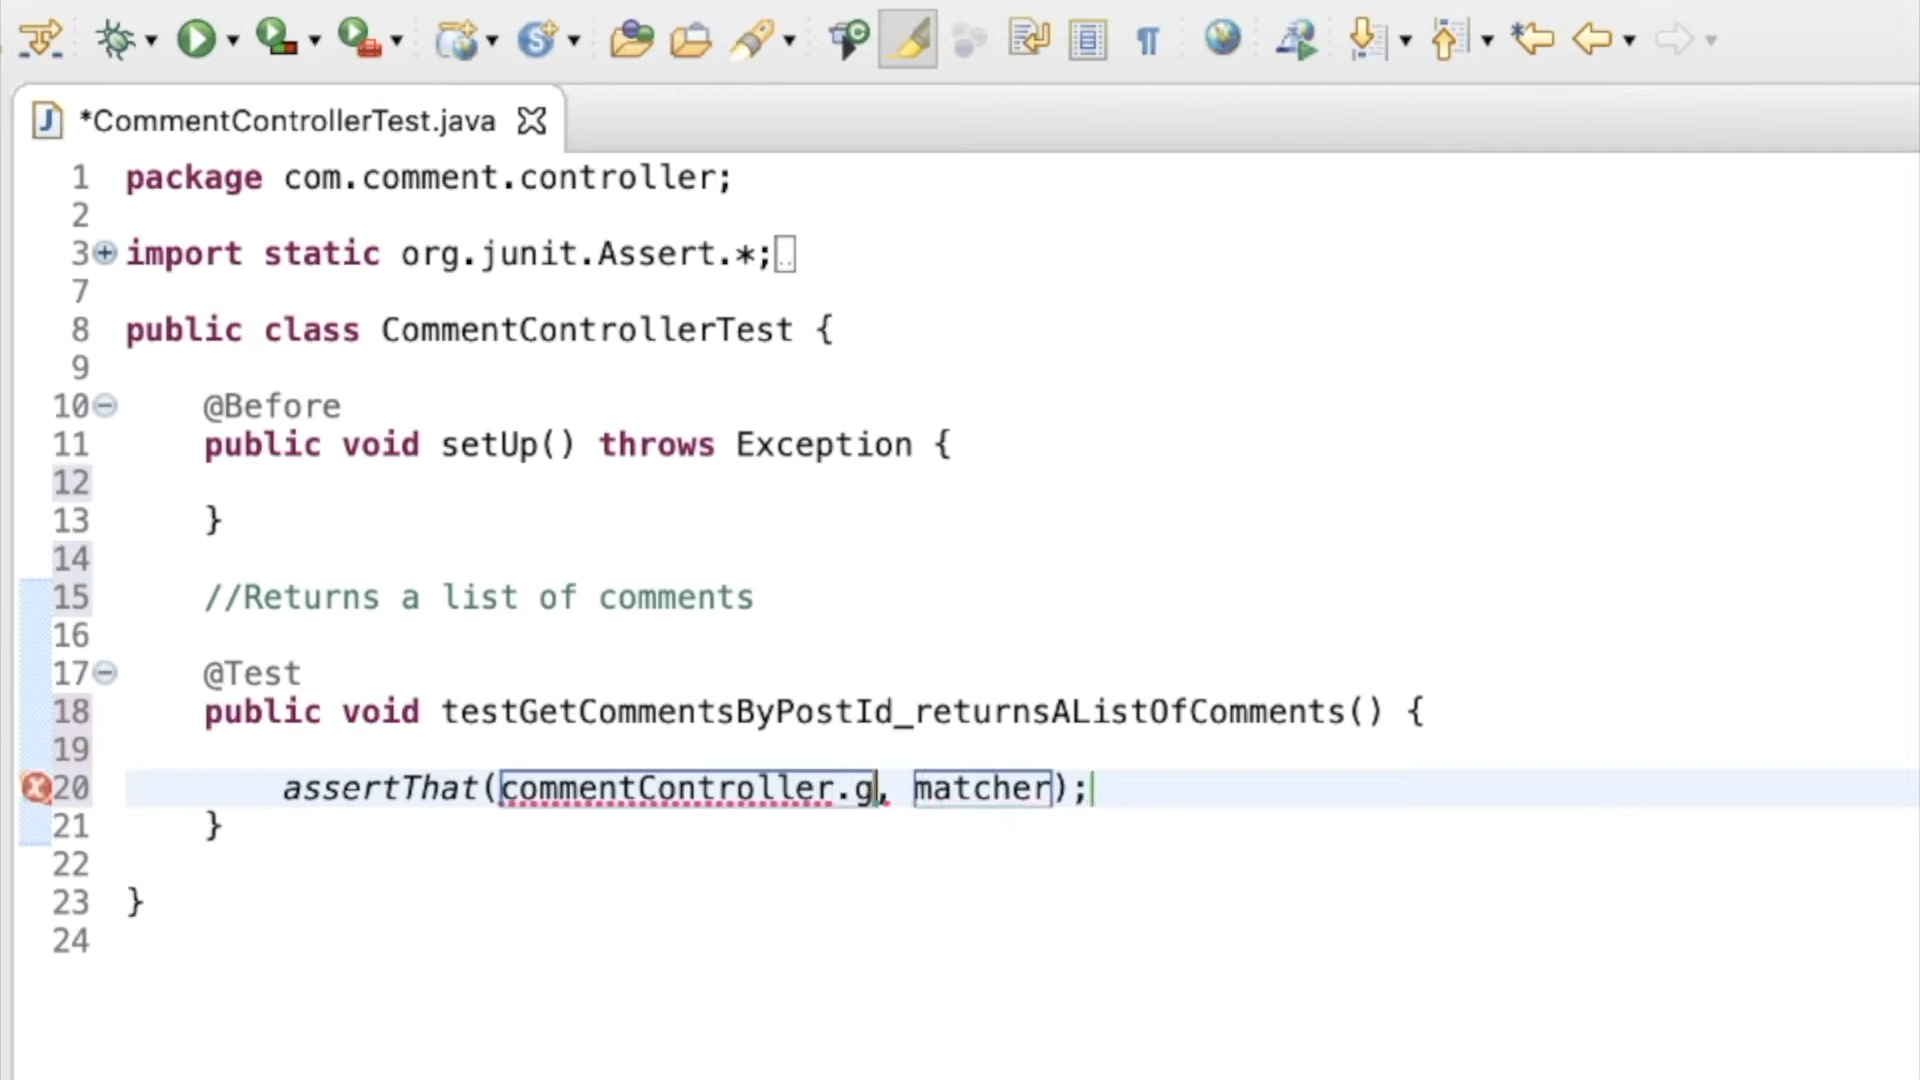 *CommentControllerTest.java
1 package com.comment.controller;
2
3 import static org.junit.Assert.*;
7
8 public class CommentControllerTest {
9
10 @Before
11 public void setUp() throws Exception {
12
13 }
14
15 //Returns a list of comments
16
17 @Test
18 public void testGetCommentsByPostId_returnsAListOfComments() {
19
20 assertThat(commentController.g, matcher);
21 }
22
23 }
24